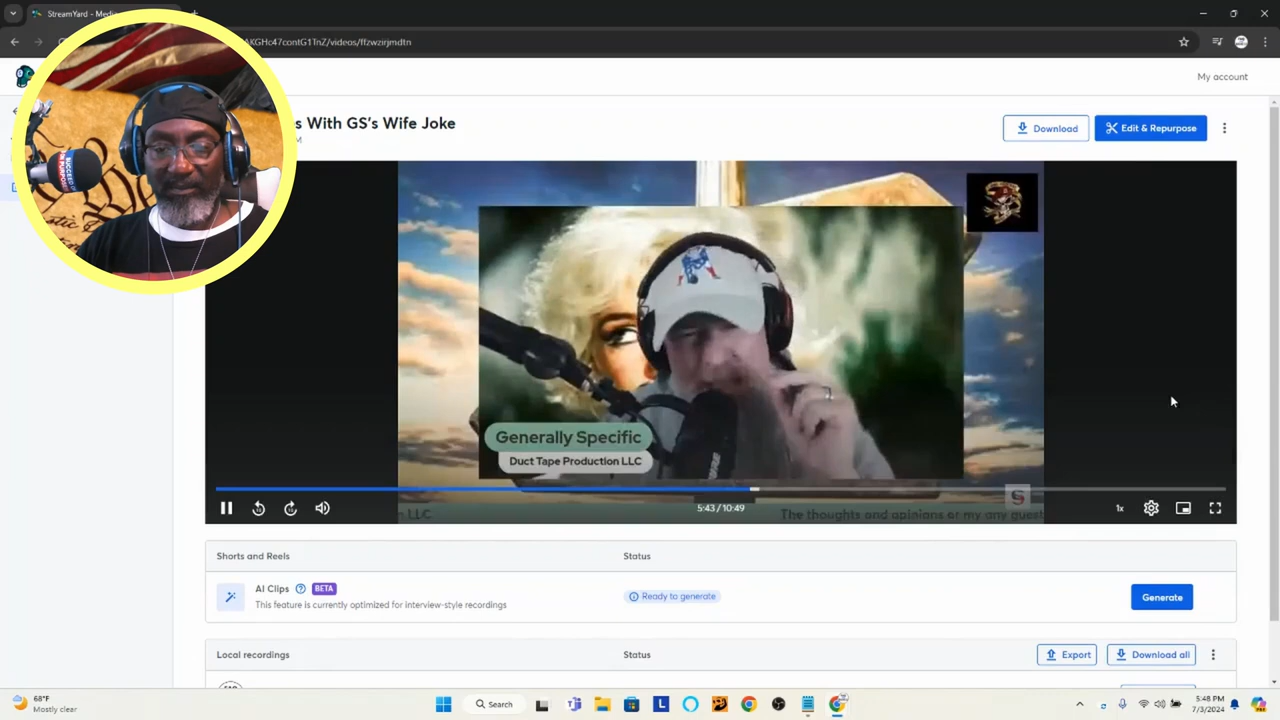 StreamYard - Media
AKGHc47contG1TnZ/videos/ffzwzirjmdtn
My account
s With GS's Wife Joke
Download
Edit & Repurpose
Generally Specific
Duct Tape Production LLC
5:43 / 10:49
LLC
The thoughts and opinions or my any guest
1x
Shorts and Reels
Status
AI Clips
BETA
This feature is currently optimized for interview-style recordings
Ready to generate
Generate
Local recordings
Status
Export
Download all
68°F
Mostly clear
Search
5:48 PM
7/3/2024